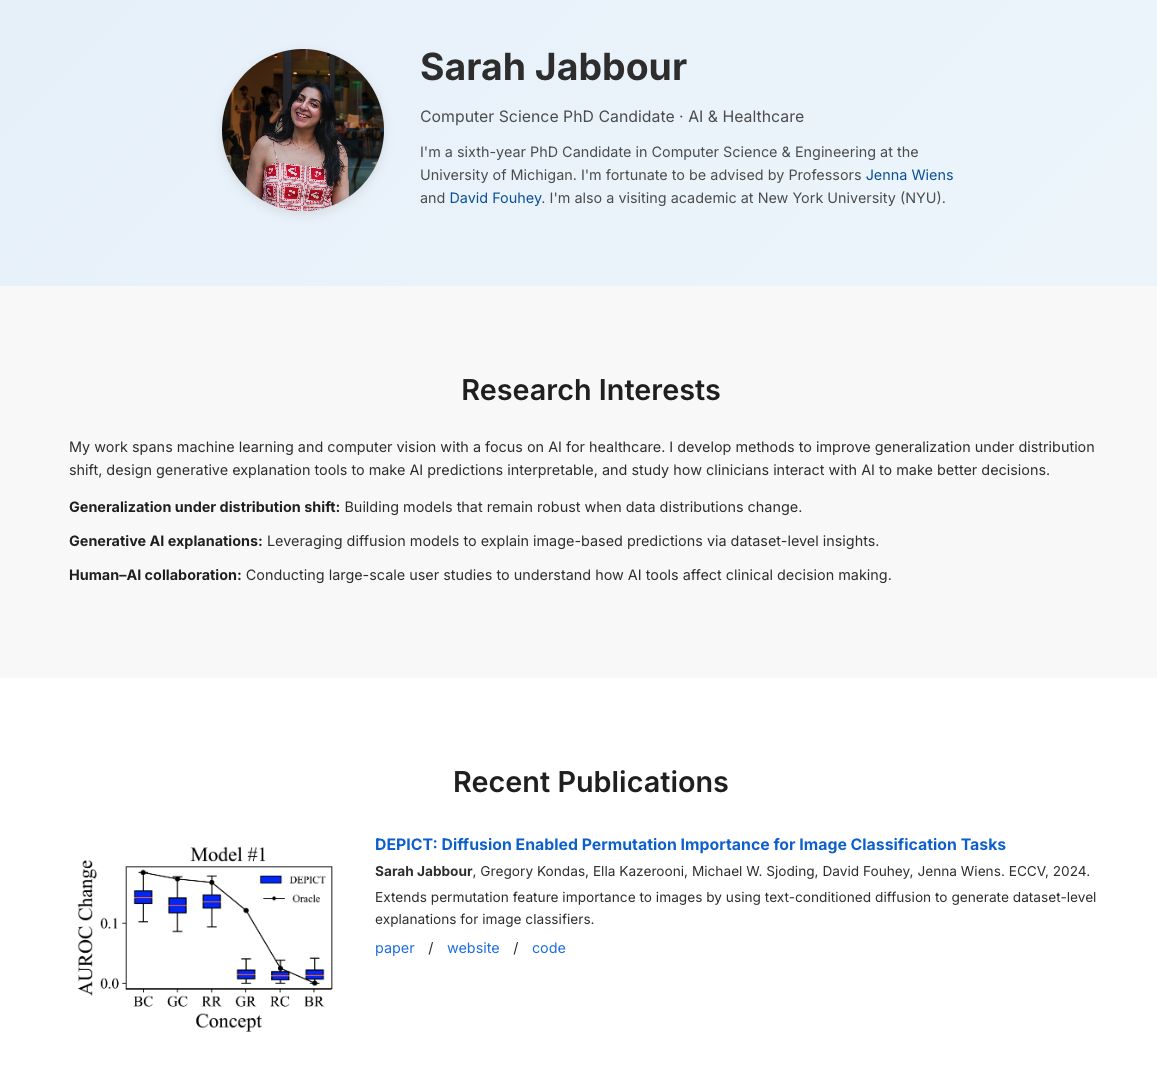 Sarah Jabbour
Computer Science PhD Candidate · AI & Healthcare
I'm a sixth-year PhD Candidate in Computer Science & Engineering at the
University of Michigan. I'm fortunate to be advised by Professors Jenna Wiens
and David Fouhey. I'm also a visiting academic at New York University (NYU).
Research Interests
My work spans machine learning and computer vision with a focus on AI for healthcare. I develop methods to improve generalization under distribution
shift, design generative explanation tools to make AI predictions interpretable, and study how clinicians interact with AI to make better decisions.
Generalization under distribution shift: Building models that remain robust when data distributions change.
Generative AI explanations: Leveraging diffusion models to explain image-based predictions via dataset-level insights.
Human–AI collaboration: Conducting large-scale user studies to understand how AI tools affect clinical decision making.
Recent Publications
Model #1
AUROC Change
0.1
0.0
DEPICT
Oracle
BC GC RR GR RC BR
Concept
DEPICT: Diffusion Enabled Permutation Importance for Image Classification Tasks
Sarah Jabbour, Gregory Kondas, Ella Kazerooni, Michael W. Sjoding, David Fouhey, Jenna Wiens. ECCV, 2024.
Extends permutation feature importance to images by using text-conditioned diffusion to generate dataset-level
explanations for image classifiers.
paper / website / code